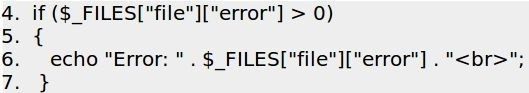 4. if ($_FILES["file"]["error"] > 0)
5. {
6. echo "Error: " . $_FILES["file"]["error"] . "<br>";
7. }